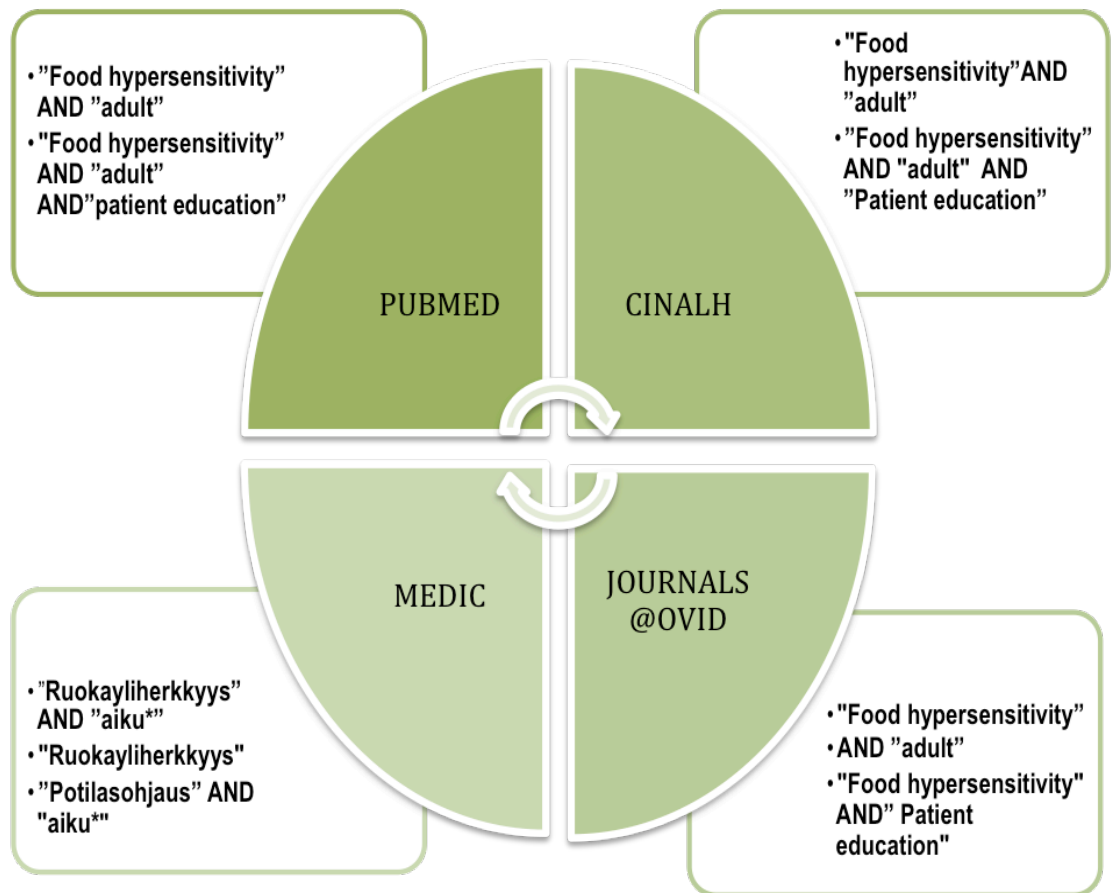 • ”Food hypersensitivity”
AND ”adult”
• "Food hypersensitivity”
AND ”adult”
AND”patient education”
• "Food
hypersensitivity”AND
”adult”
• ”Food hypersensitivity”
AND "adult" AND
”Patient education”
PUBMED
CINALH
MEDIC
JOURNALS
@OVID
• ”Ruokayliherkkyys”
AND ”aiku*”
• "Ruokayliherkkyys"
• ”Potilasohjaus” AND
"aiku*"
• "Food hypersensitivity”
• AND ”adult”
• "Food hypersensitivity"
AND” Patient
education"